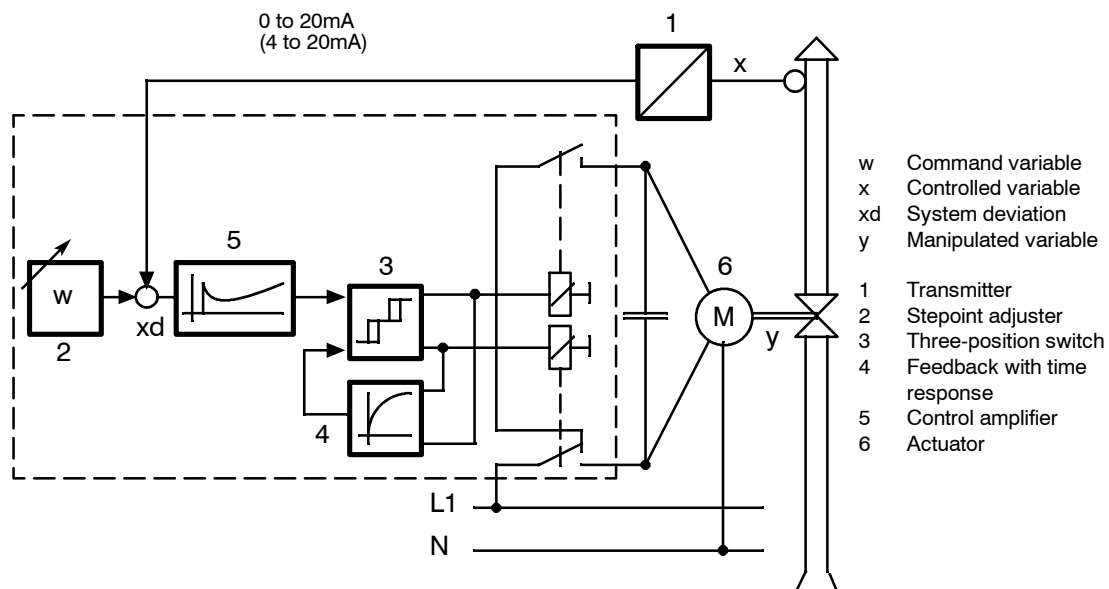 0 to 20mA
(4 to 20mA)
1
x
5
3
6
w
xd
2
4
M
y
L1
N
w Command variable
x Controlled variable
xd System deviation
y Manipulated variable
1 Transmitter
2 Stepoint adjuster
3 Three-position switch
4 Feedback with time
response
5 Control amplifier
6 Actuator